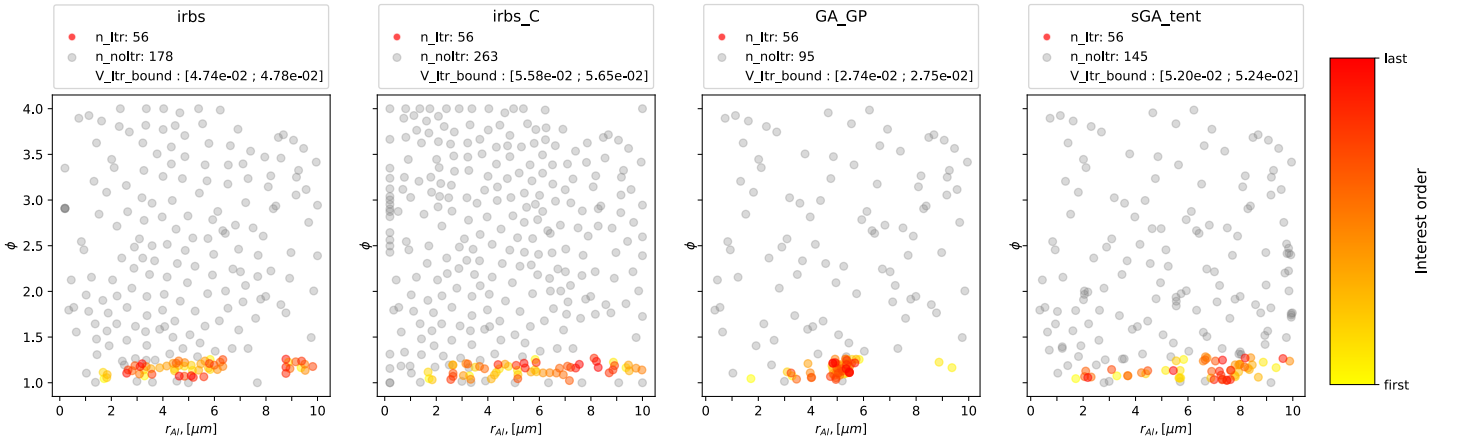 irbs
n_Itr: 56
n_noItr: 178
V_Itr_bound : [4.74e-02 ; 4.78e-02]
irbs_C
n_Itr: 56
n_noItr: 263
V_Itr_bound : [5.58e-02 ; 5.65e-02]
GA_GP
n_Itr: 56
n_noItr: 95
V_Itr_bound : [2.74e-02 ; 2.75e-02]
sGA_tent
n_Itr: 56
n_noItr: 145
V_Itr_bound : [5.20e-02 ; 5.24e-02]
4.0
3.5
3.0
2.5
2.0
1.5
1.0
ϕ
0 2 4 6 8 10
r_Al, [μm]
ϕ
0 2 4 6 8 10
r_Al, [μm]
ϕ
0 2 4 6 8 10
r_Al, [μm]
ϕ
0 2 4 6 8 10
r_Al, [μm]
last
first
Interest order